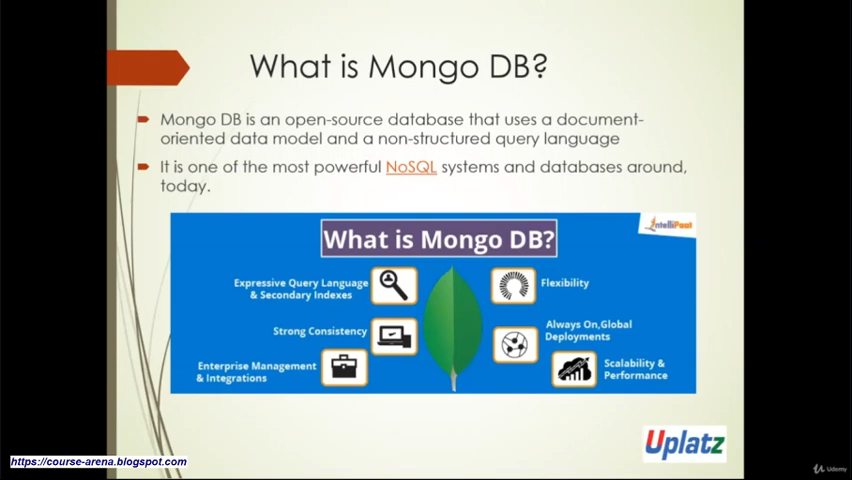 What is Mongo DB?
Mongo DB is an open-source database that uses a document-
oriented data model and a non-structured query language
It is one of the most powerful NoSQL systems and databases around,
today.
IntelliPaat
What is Mongo DB?
Expressive Query Language
& Secondary Indexes
Strong Consistency
Enterprise Management
& Integrations
Flexibility
Always On,Global
Deployments
Scalability &
Performance
Uplatz
https://course-arena.blogspot.com
Udemy